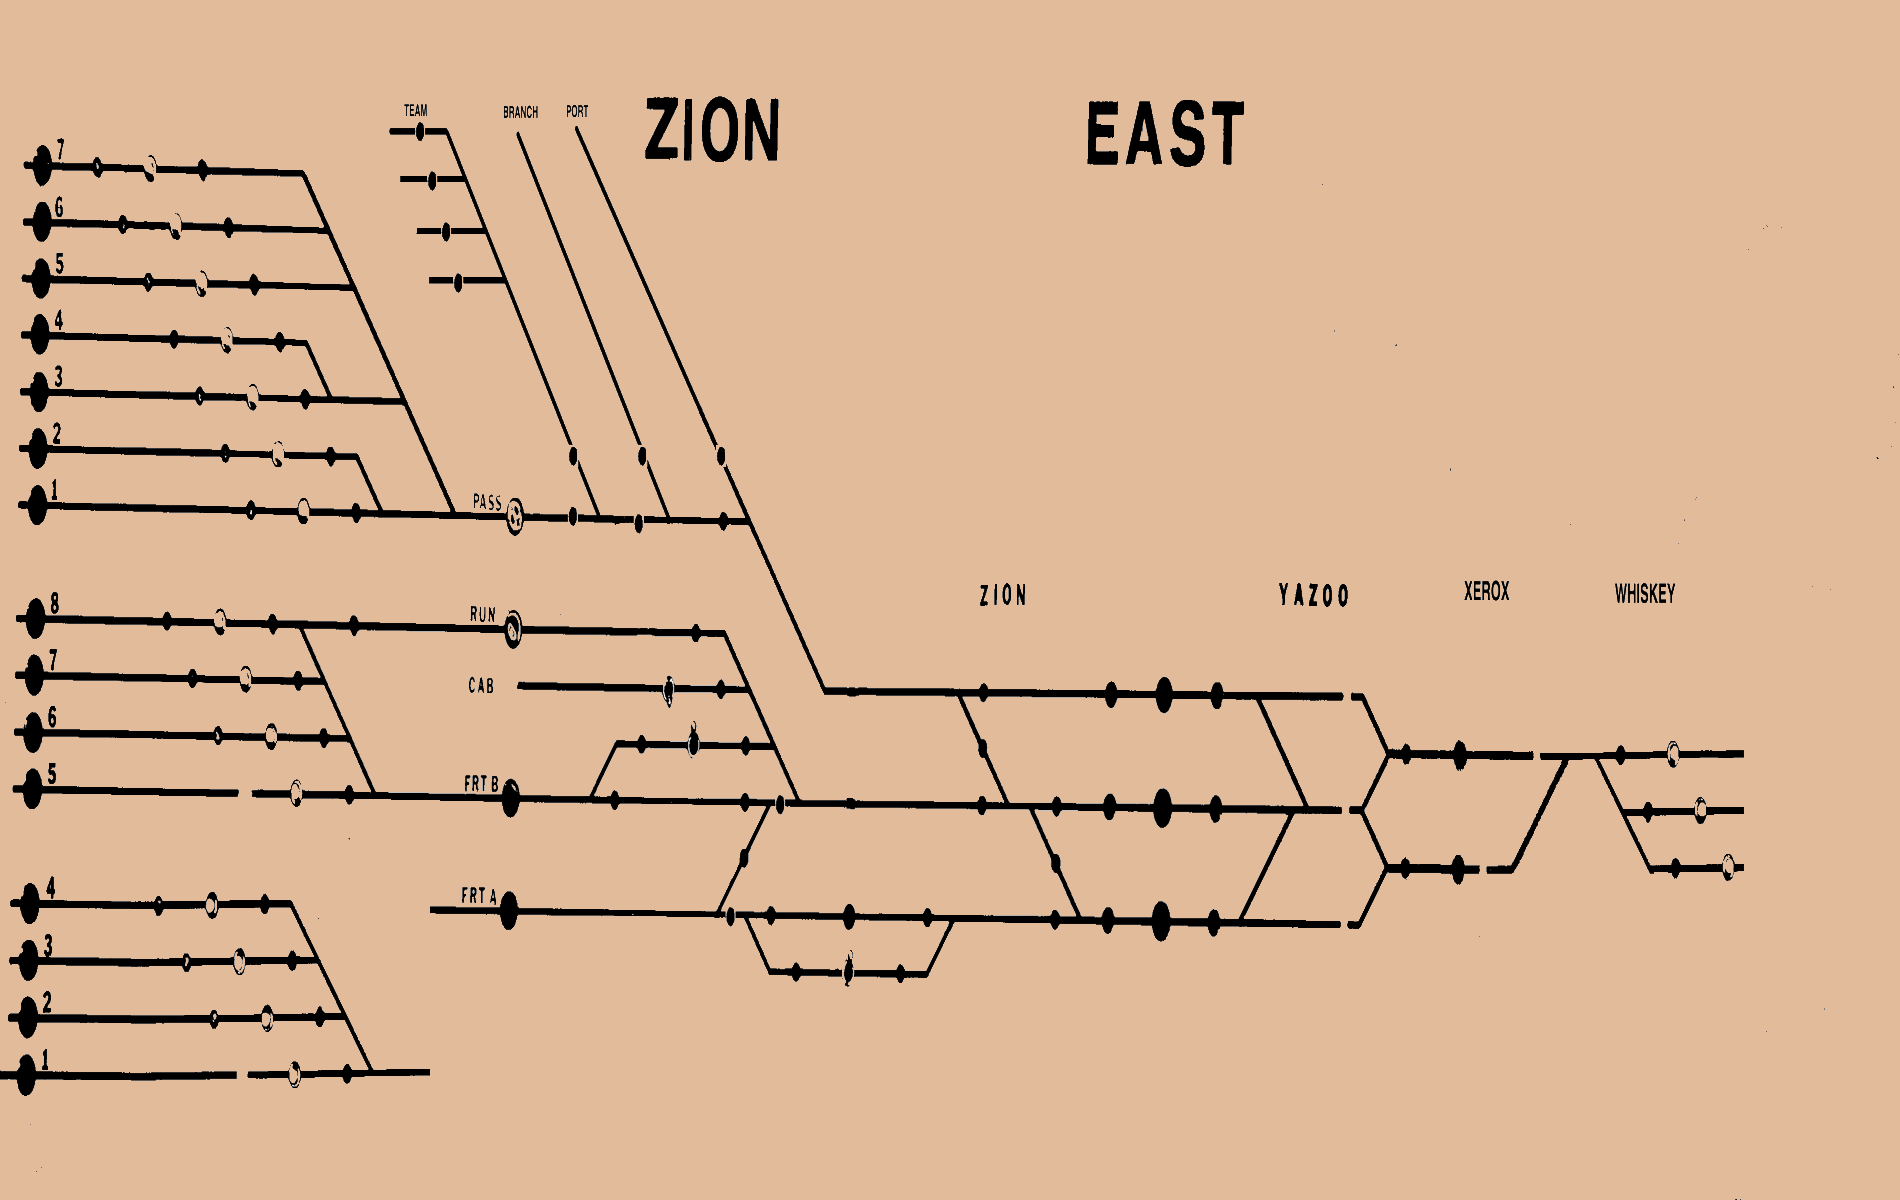 ZION EAST
TEAM BRANCH PORT
7
6
5
4
3
2
1 PASS
ZION YAZOO XEROX WHISKEY
8 RUN
7 CAB
6
5 FRT B
4 FRT A
3
2
1